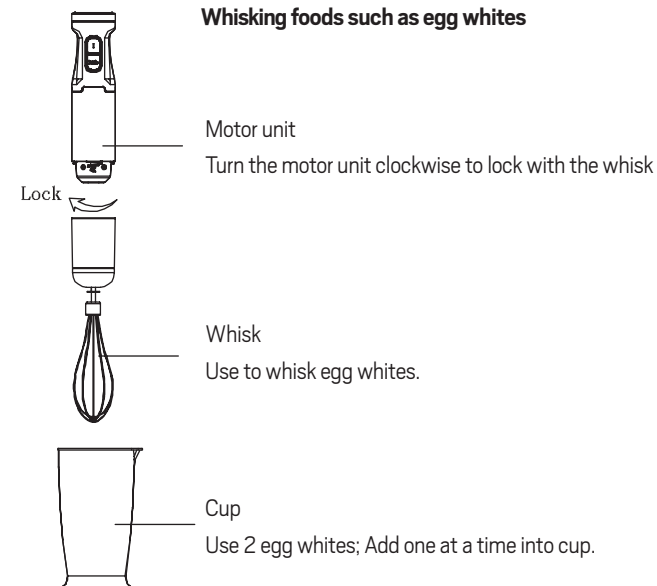 Whisking foods such as egg whites
Motor unit
Turn the motor unit clockwise to lock with the whisk
Lock
Whisk
Use to whisk egg whites.
Cup
Use 2 egg whites; Add one at a time into cup.